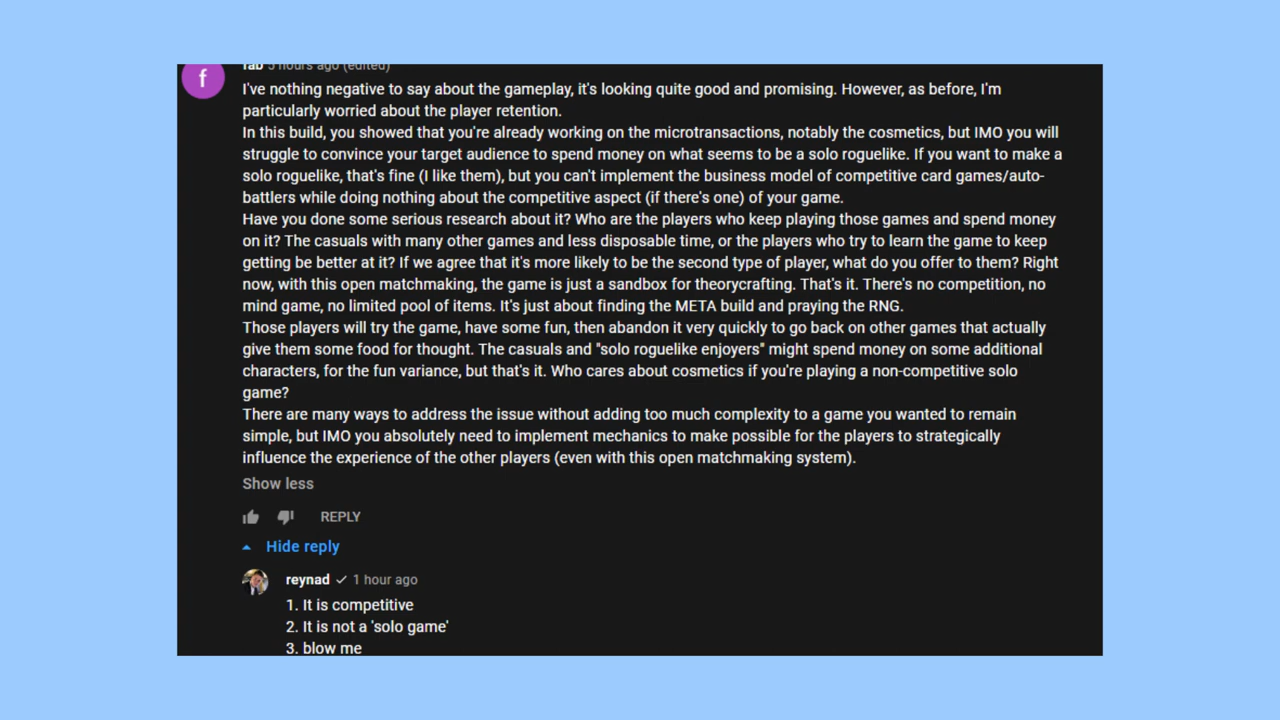 f
fab 5 hours ago (edited)
I've nothing negative to say about the gameplay, it's looking quite good and promising. However, as before, I'm
particularly worried about the player retention.
In this build, you showed that you're already working on the microtransactions, notably the cosmetics, but IMO you will
struggle to convince your target audience to spend money on what seems to be a solo roguelike. If you want to make a
solo roguelike, that's fine (I like them), but you can't implement the business model of competitive card games/auto-
battlers while doing nothing about the competitive aspect (if there's one) of your game.
Have you done some serious research about it? Who are the players who keep playing those games and spend money
on it? The casuals with many other games and less disposable time, or the players who try to learn the game to keep
getting be better at it? If we agree that it's more likely to be the second type of player, what do you offer to them? Right
now, with this open matchmaking, the game is just a sandbox for theorycrafting. That's it. There's no competition, no
mind game, no limited pool of items. It's just about finding the META build and praying the RNG.
Those players will try the game, have some fun, then abandon it very quickly to go back on other games that actually
give them some food for thought. The casuals and "solo roguelike enjoyers" might spend money on some additional
characters, for the fun variance, but that's it. Who cares about cosmetics if you're playing a non-competitive solo
game?
There are many ways to address the issue without adding too much complexity to a game you wanted to remain
simple, but IMO you absolutely need to implement mechanics to make possible for the players to strategically
influence the experience of the other players (even with this open matchmaking system).
Show less
REPLY
Hide reply
reynad 1 hour ago
1. It is competitive
2. It is not a 'solo game'
3. blow me